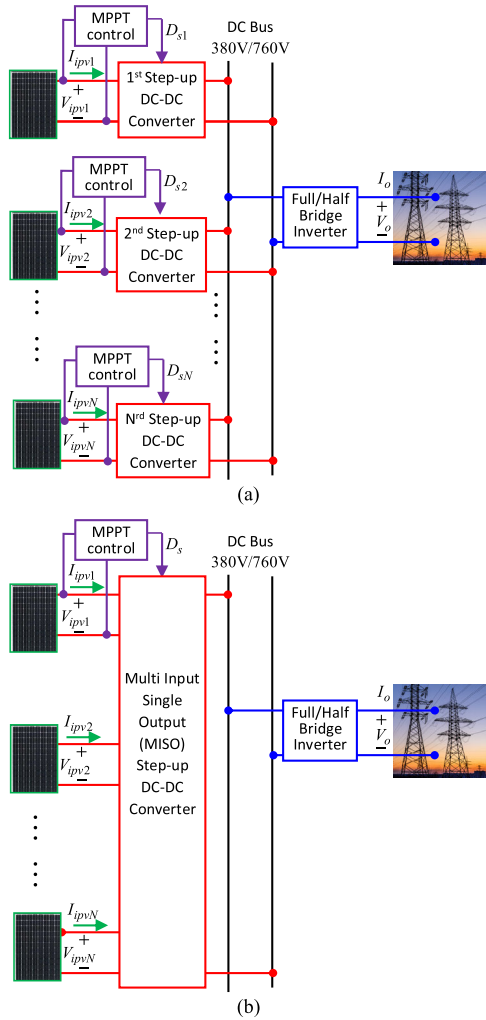 MPPT
control
D_s1
DC Bus
380V/760V
I_ipv1
+
V_ipv1
−
1st Step-up
DC-DC
Converter
MPPT
control
D_s2
I_ipv2
+
V_ipv2
−
2nd Step-up
DC-DC
Converter
Full/Half
Bridge
Inverter
I_o
+
V_o
−
MPPT
control
D_sN
I_ipvN
+
V_ipvN
−
Nrd Step-up
DC-DC
Converter
(a)
MPPT
control
D_s
DC Bus
380V/760V
I_ipv1
+
V_ipv1
−
Multi Input
Single
Output
(MISO)
Step-up
DC-DC
Converter
I_ipv2
+
V_ipv2
−
Full/Half
Bridge
Inverter
I_o
+
V_o
−
I_ipvN
+
V_ipvN
−
(b)